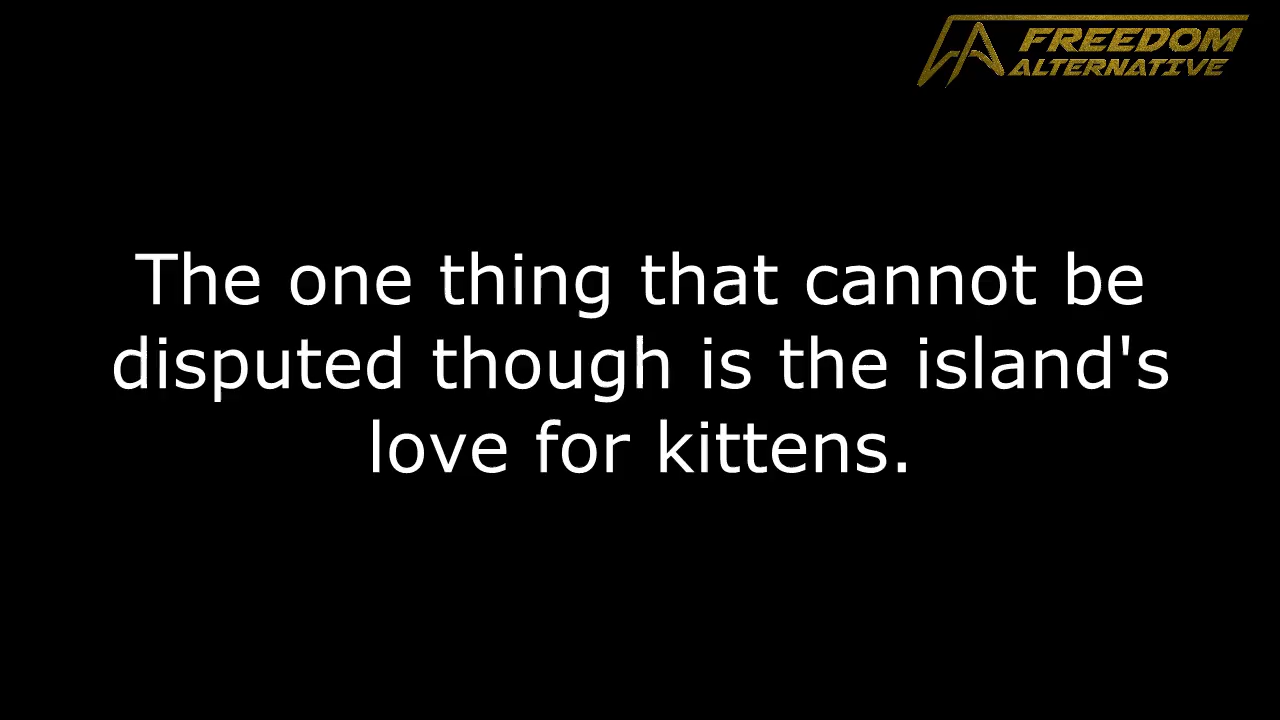 FREEDOM
ALTERNATIVE
The one thing that cannot be
disputed though is the island's
love for kittens.